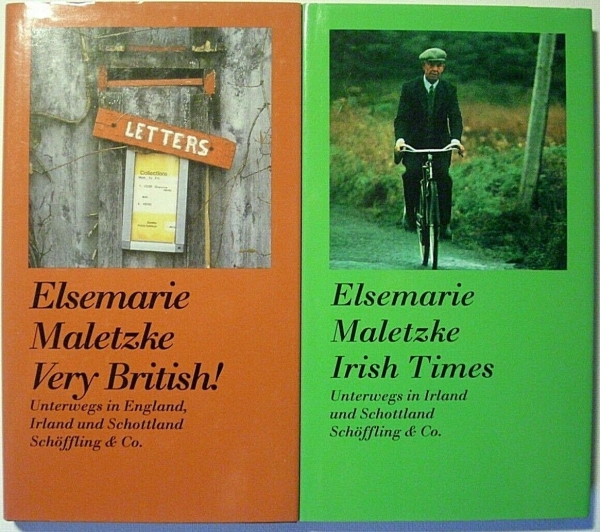 LETTERS
Collections
Elsemarie
Maletzke
Very British!
Unterwegs in England,
Irland und Schottland
Schöffling & Co.
Elsemarie
Maletzke
Irish Times
Unterwegs in Irland
und Schottland
Schöffling & Co.